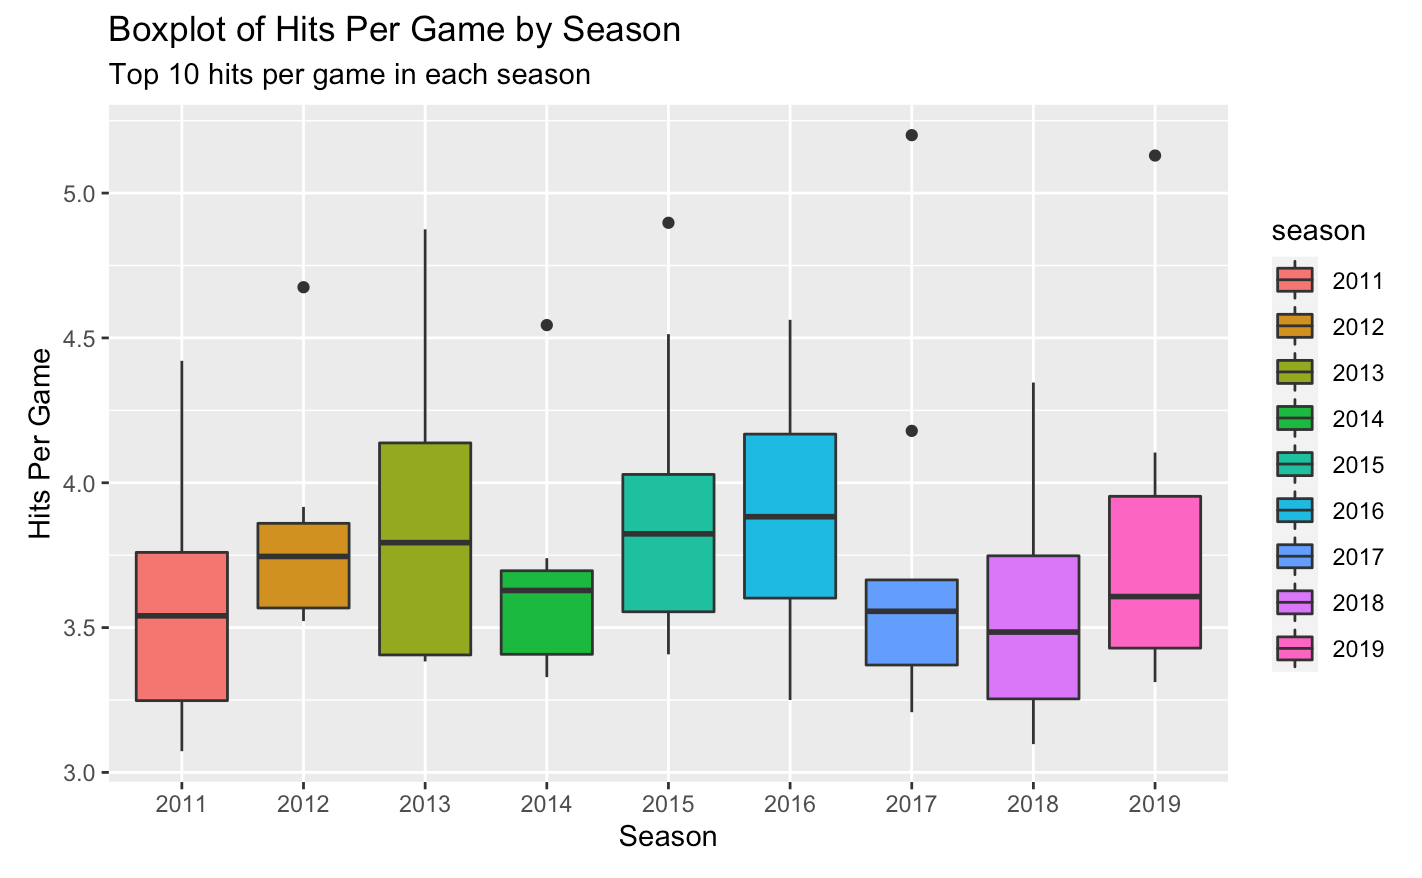 Boxplot of Hits Per Game by Season
Top 10 hits per game in each season
Hits Per Game
5.0
4.5
4.0
3.5
3.0
2011 2012 2013 2014 2015 2016 2017 2018 2019
Season
season
2011
2012
2013
2014
2015
2016
2017
2018
2019